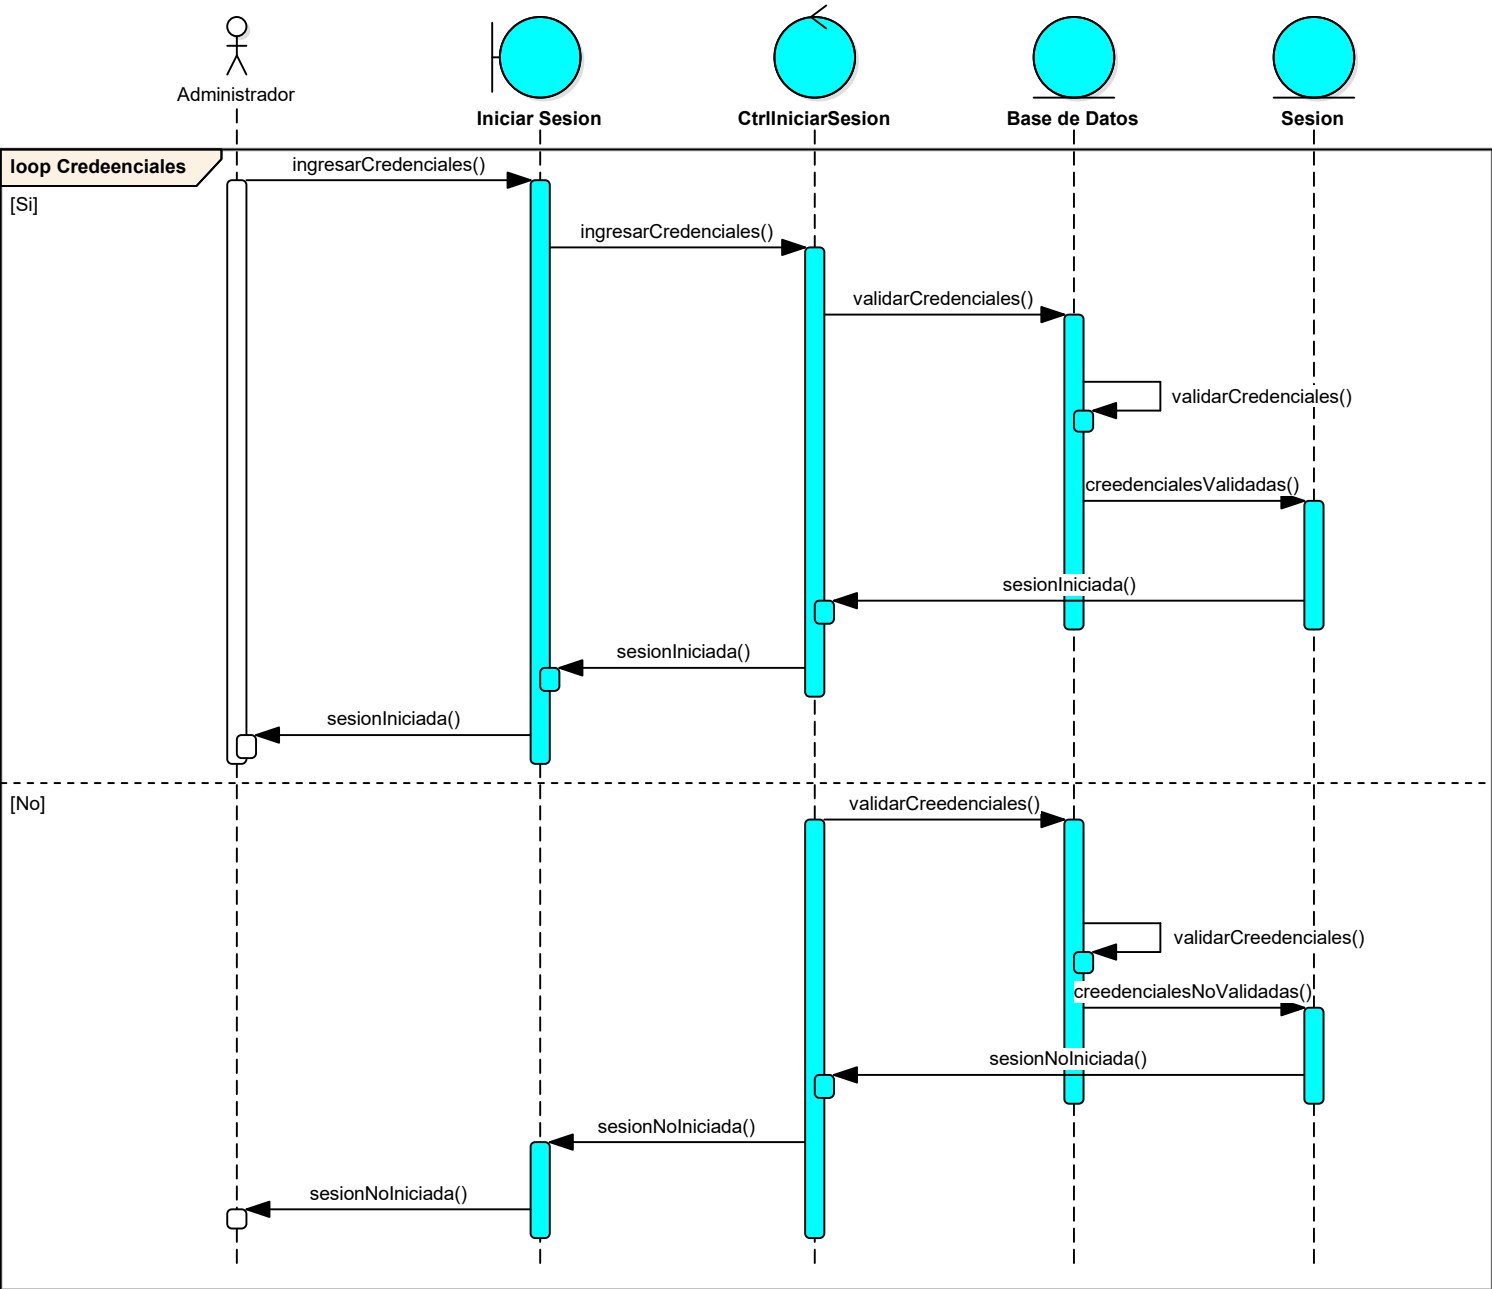 Administrador
Iniciar Sesion
CtrlIniciarSesion
Base de Datos
Sesion
loop Credeenciales
[Si]
ingresarCredenciales()
ingresarCredenciales()
validarCredenciales()
validarCredenciales()
creedencialesValidadas()
sesionIniciada()
sesionIniciada()
sesionIniciada()
[No]
validarCreedenciales()
validarCreedenciales()
creedencialesNoValidadas()
sesionNoIniciada()
sesionNoIniciada()
sesionNoIniciada()